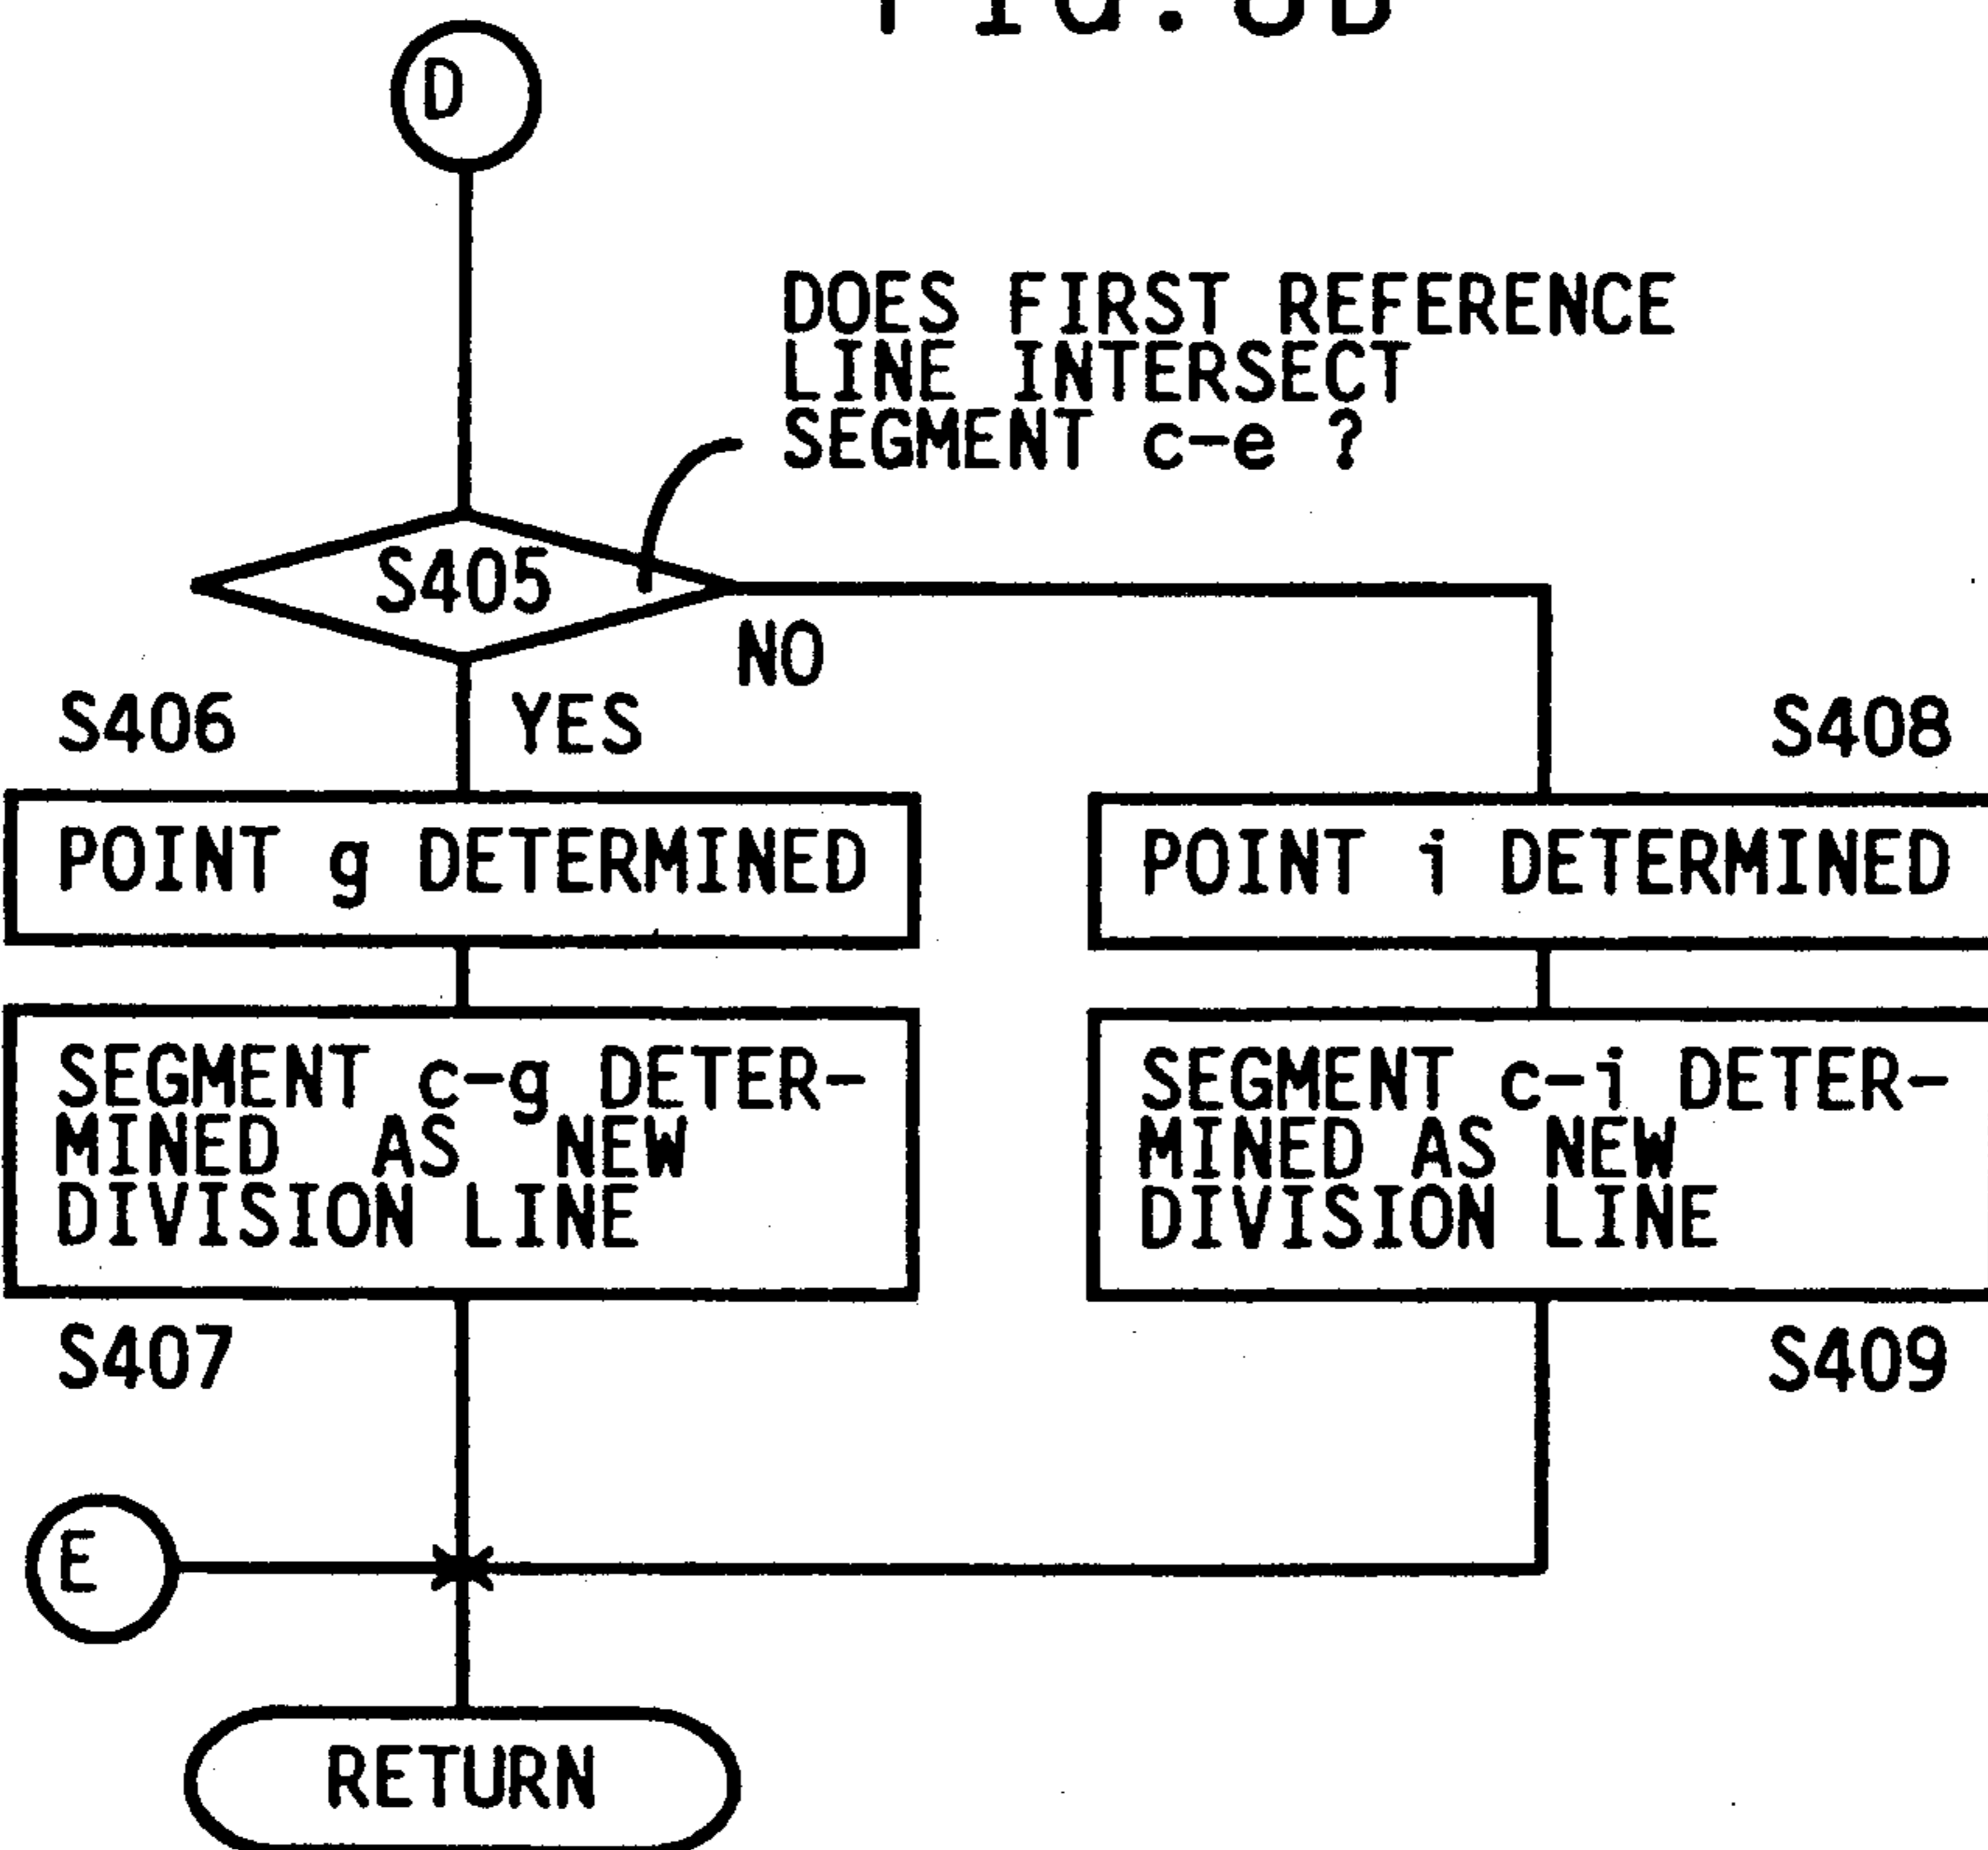 D
DOES FIRST REFERENCE
LINE INTERSECT
SEGMENT c-e ?
S405
NO
YES
S406
S408
POINT g DETERMINED
POINT i DETERMINED
SEGMENT c-g DETER-
MINED AS NEW
DIVISION LINE
SEGMENT c-i DETER-
MINED AS NEW
DIVISION LINE
S407
S409
E
RETURN